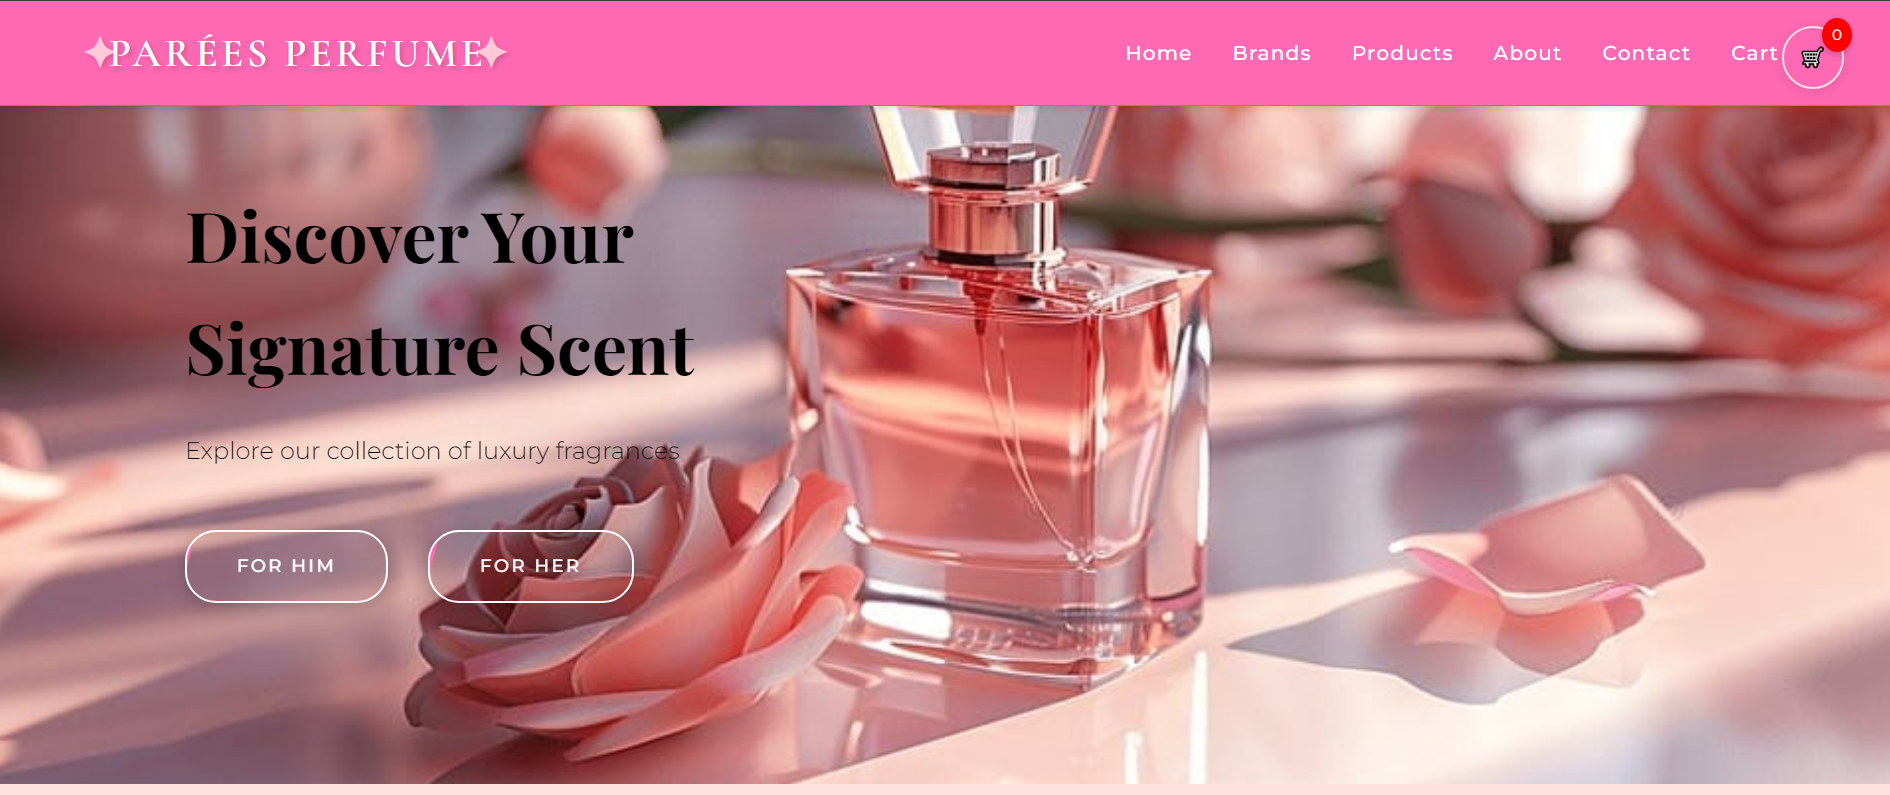 PARÉES PERFUME
Home Brands Products About Contact Cart 0
Discover Your
Signature Scent
Explore our collection of luxury fragrances
FOR HIM FOR HER